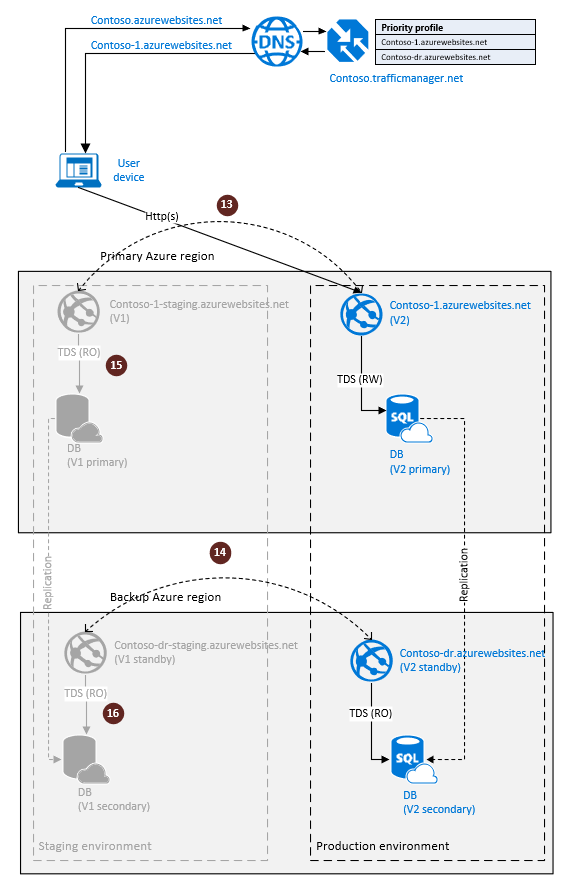 Contoso.azurewebsites.net
Contoso-1.azurewebsites.net
DNS
Priority profile
Contoso-1.azurewebsites.net
Contoso-dr.azurewebsites.net
Contoso.trafficmanager.net
User
device
13
Http(s)
Primary Azure region
Contoso-1-staging.azurewebsites.net
(V1)
Contoso-1.azurewebsites.net
(V2)
TDS (RO)
15
TDS (RW)
SQL
DB
(V1 primary)
DB
(V2 primary)
14
Replication
Replication
Backup Azure region
Contoso-dr-staging.azurewebsites.net
(V1 standby)
Contoso-dr.azurewebsites.net
(V2 standby)
TDS (RO)
16
TDS (RO)
SQL
DB
(V1 secondary)
DB
(V2 secondary)
Staging environment
Production environment